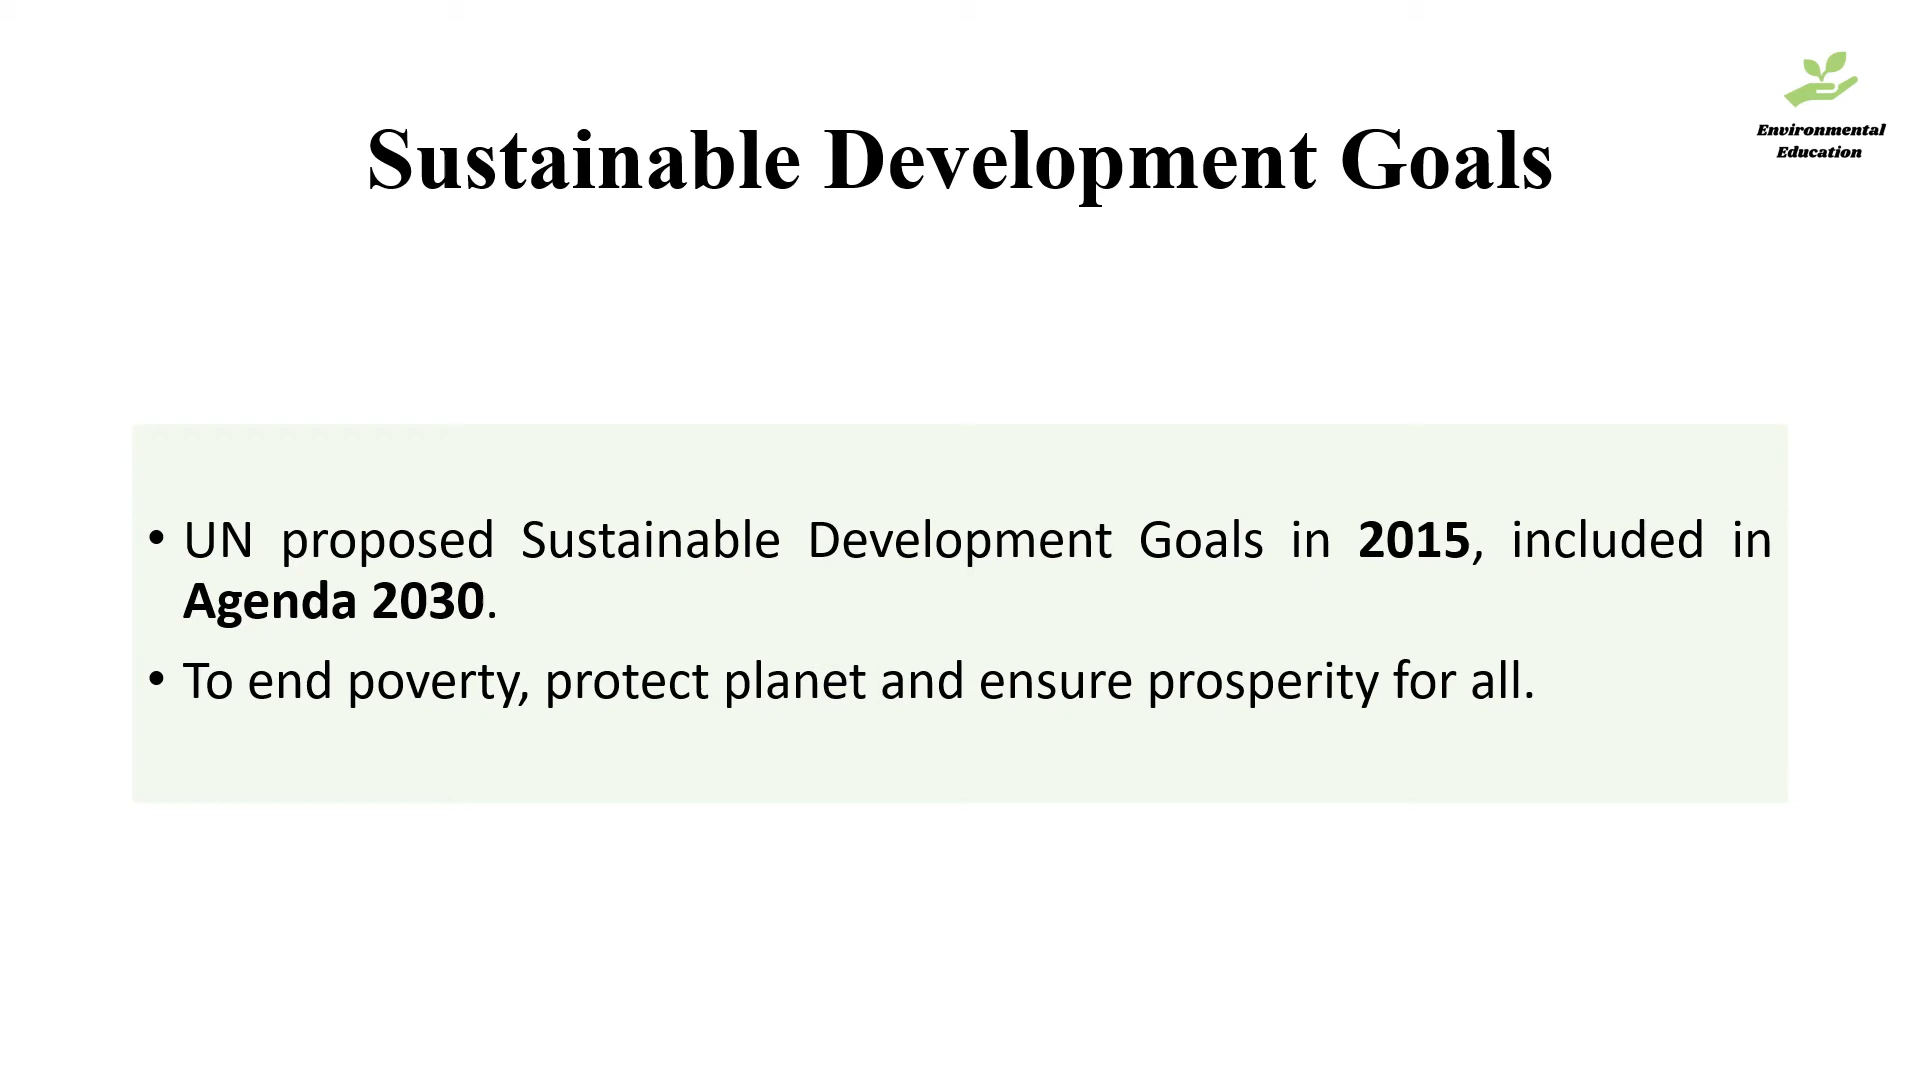 Environmental
Education
Sustainable Development Goals
• UN proposed Sustainable Development Goals in 2015, included in
Agenda 2030.
• To end poverty, protect planet and ensure prosperity for all.